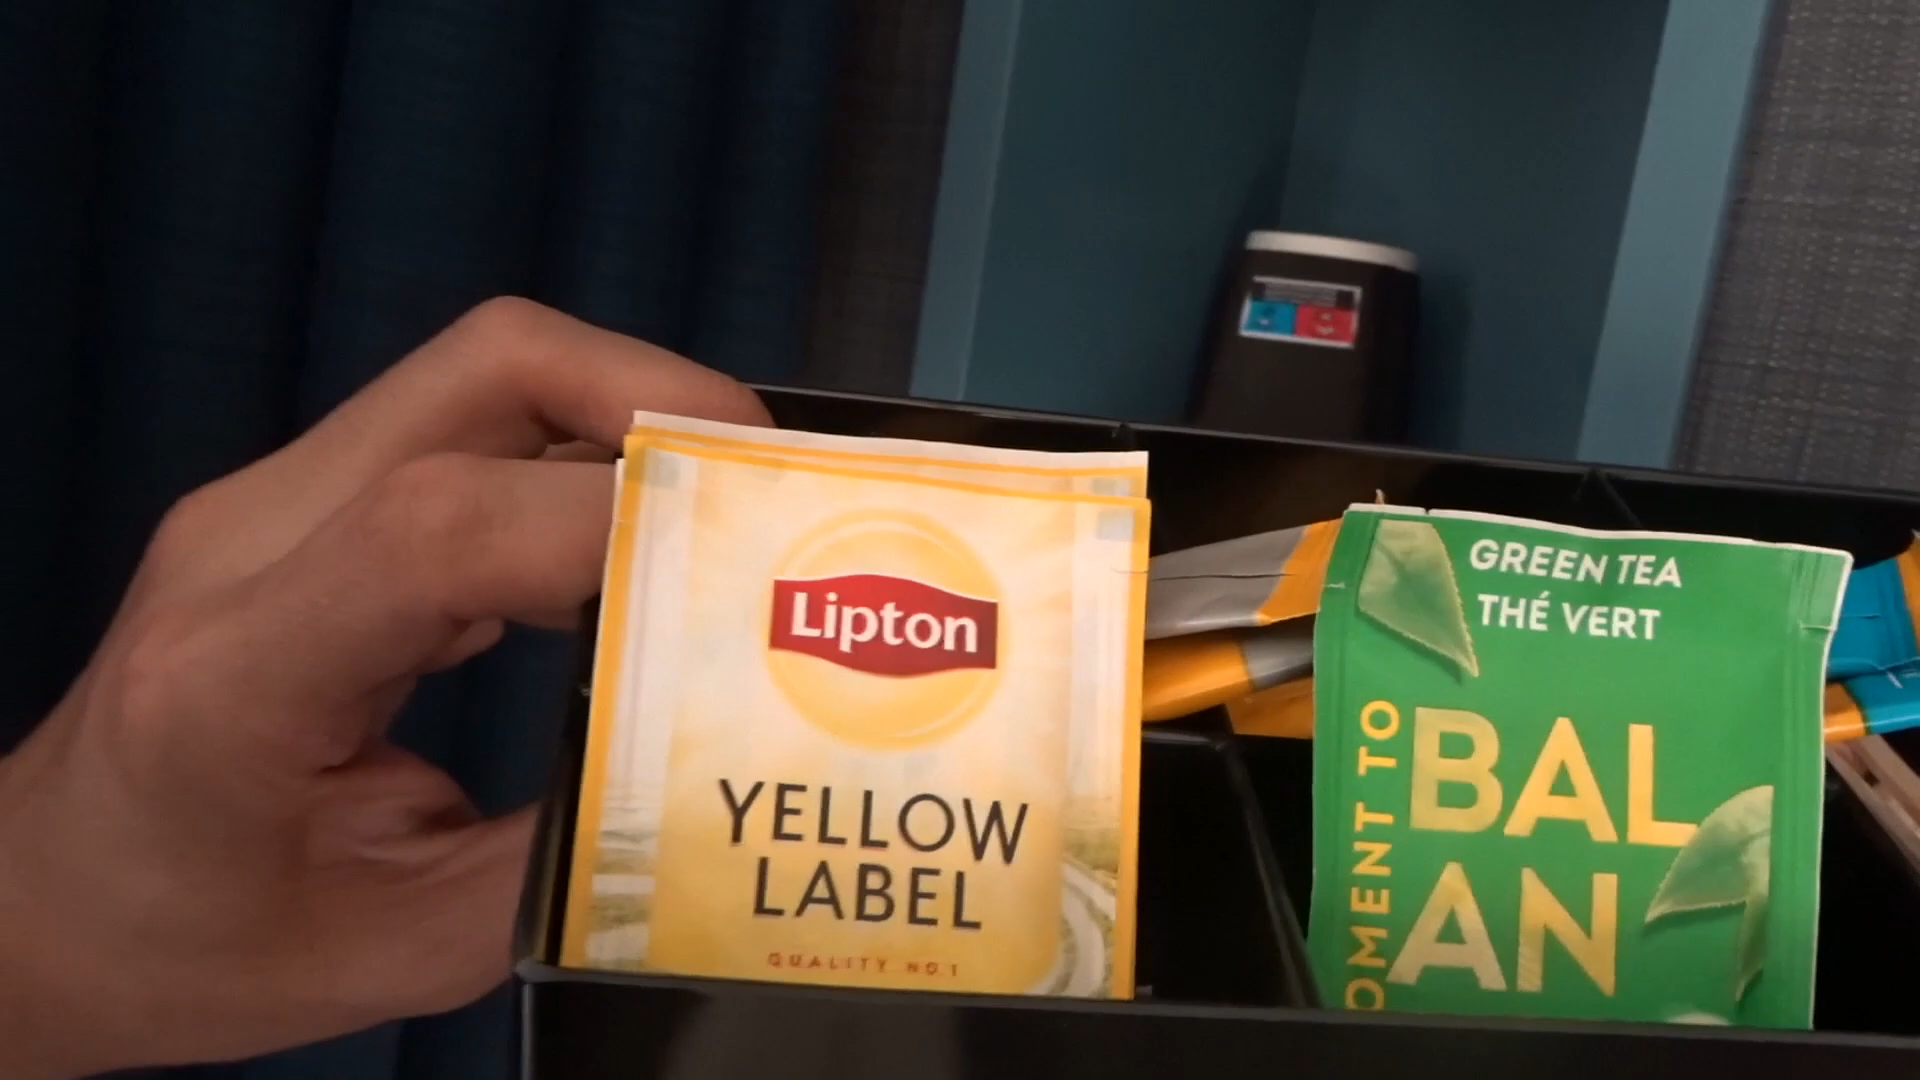 Lipton
YELLOW
LABEL
QUALITY NO1
GREEN TEA
THÉ VERT
OMENT TO
BAL
AN